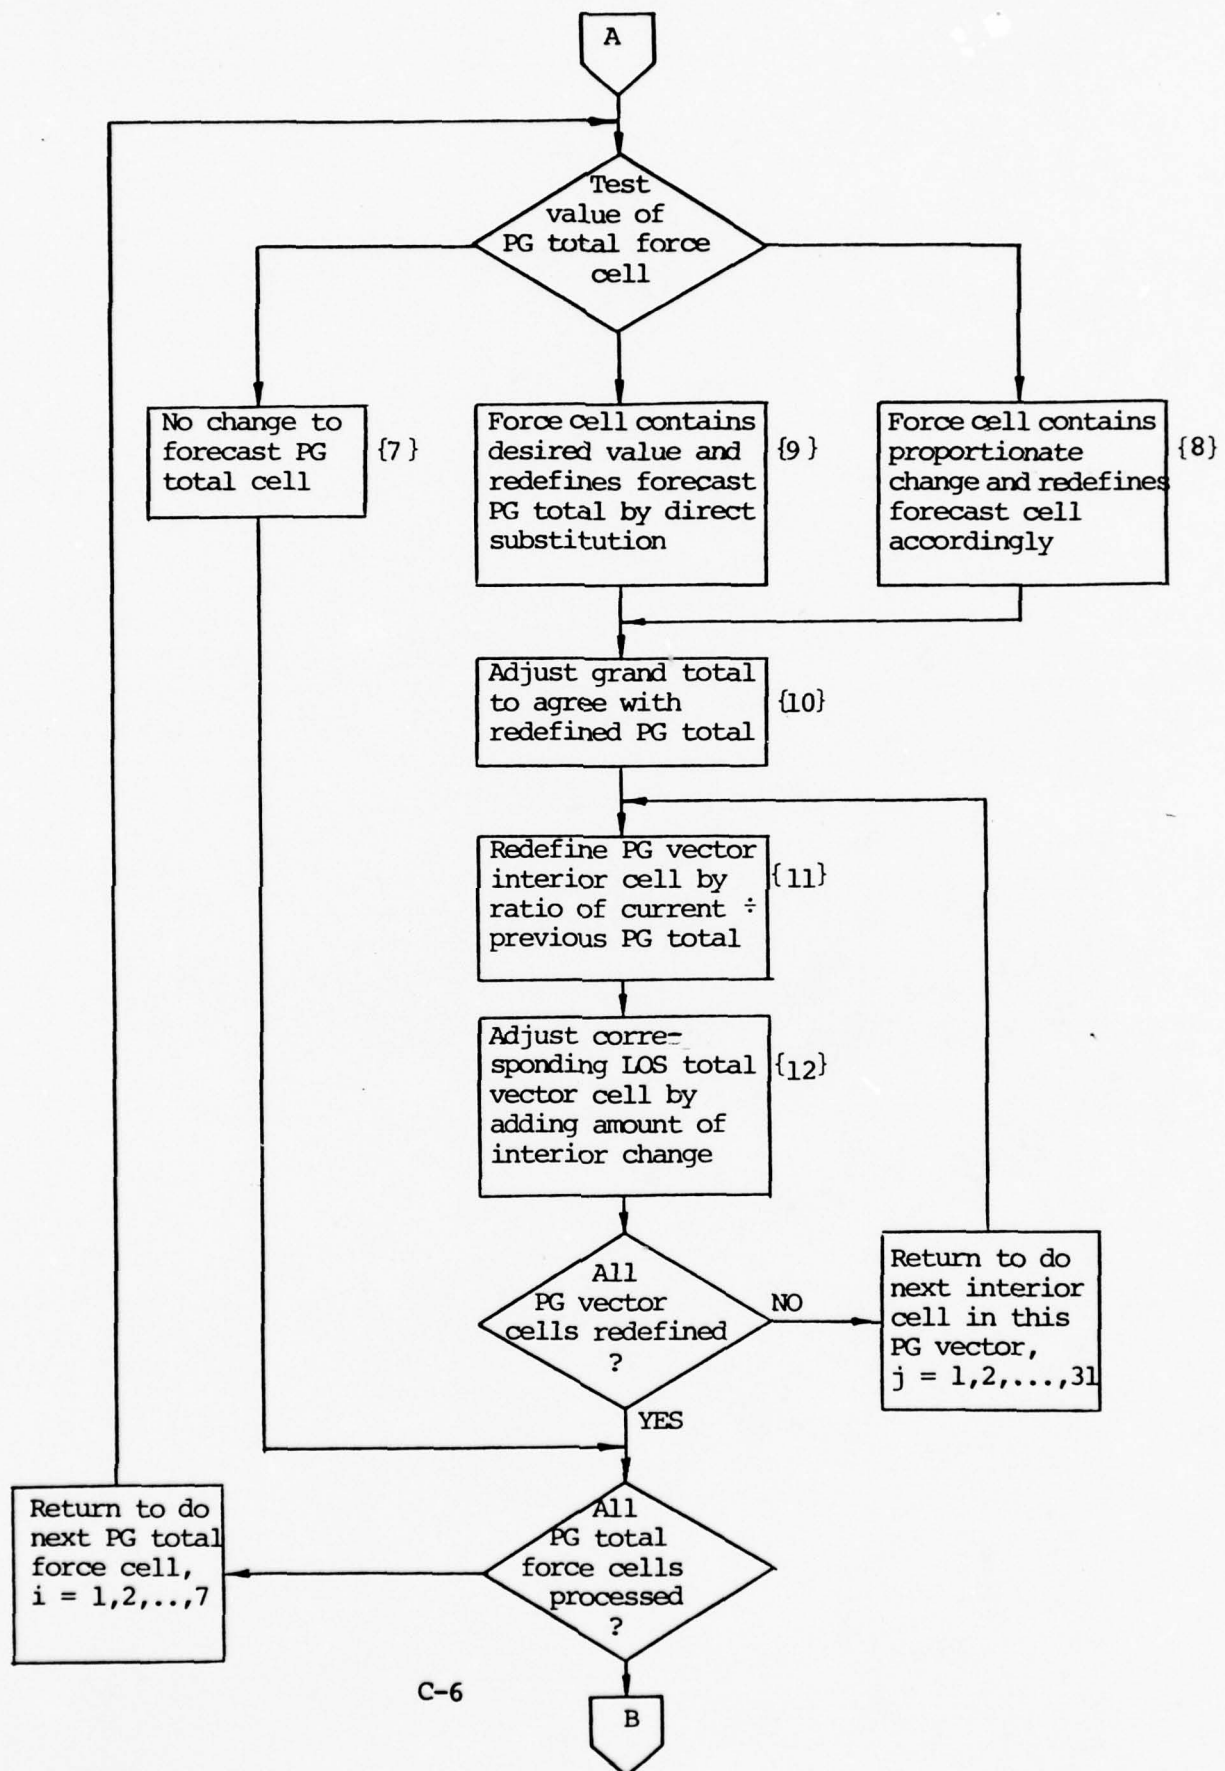 A
Test
value of
PG total force
cell
No change to
forecast PG
total cell
{7}
Force cell contains
desired value and
redefines forecast
PG total by direct
substitution
{9}
Force cell contains
proportionate
change and redefines
forecast cell
accordingly
{8}
Adjust grand total
to agree with
redefined PG total
{10}
Redefine PG vector
interior cell by
ratio of current ÷
previous PG total
{11}
Adjust corre-
sponding LOS total
vector cell by
adding amount of
interior change
{12}
All
PG vector
cells redefined
?
NO
Return to do
next interior
cell in this
PG vector,
j = 1,2,...,31
YES
All
PG total
force cells
processed
?
Return to do
next PG total
force cell,
i = 1,2,..,7
C-6
B